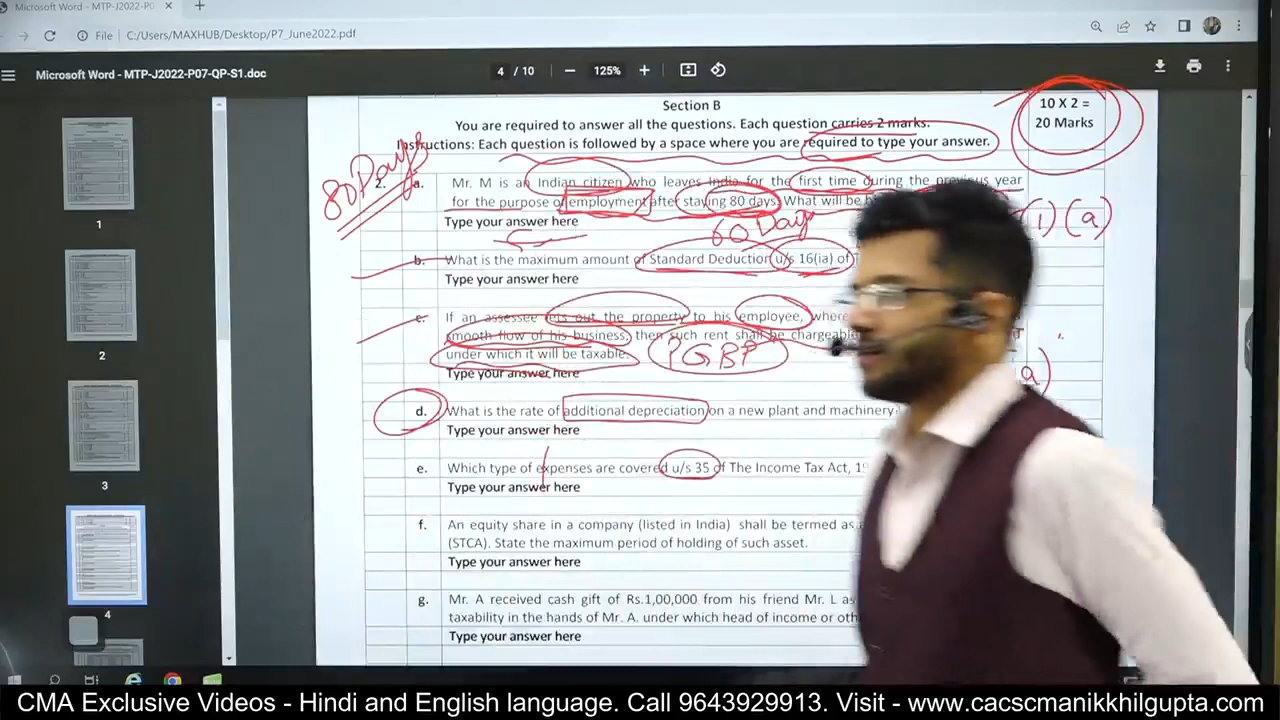 Microsoft Word - MTP-J2022-P0
File
C:/Users/MAXHUB/Desktop/P7_June2022.pdf
Microsoft Word - MTP-J2022-P07-QP-S1.doc
4 / 10
125%
1
2
3
4
Section B
10 X 2 =
20 Marks
You are required to answer all the questions. Each question carries 2 marks.
Instructions: Each question is followed by a space where you are required to type your answer.
80 Days
2. a. Mr. M is an Indian citizen who leaves India for the first time during the previous year
for the purpose of employment after staying 80 days. What will be
Type your answer here
60 Days
(1) (a)
b. What is the maximum amount of Standard Deduction u/s 16(ia) of
Type your answer here
c. If an assessee lets out the property to his employee, where
smooth flow of his business, then such rent shall be chargeable
under which it will be taxable.
PGBP
Type your answer here
a)
d. What is the rate of additional depreciation on a new plant and machinery
Type your answer here
e. Which type of expenses are covered u/s 35 of The Income Tax Act, 19
Type your answer here
f. An equity share in a company (listed in India) shall be termed as
(STCA). State the maximum period of holding of such asset.
Type your answer here
g. Mr. A received cash gift of Rs.1,00,000 from his friend Mr. L as
taxability in the hands of Mr. A. under which head of income or oth
Type your answer here
CMA Exclusive Videos - Hindi and English language. Call 9643929913. Visit - www.cacscmanikkhilgupta.com